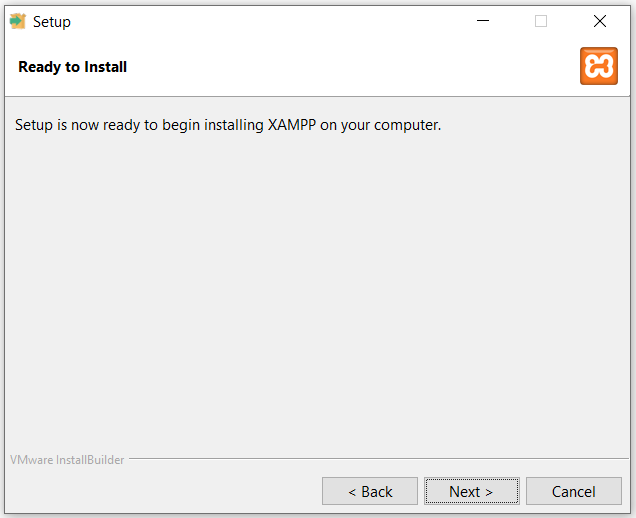 Setup
Ready to Install
Setup is now ready to begin installing XAMPP on your computer.
VMware InstallBuilder
< Back
Next >
Cancel